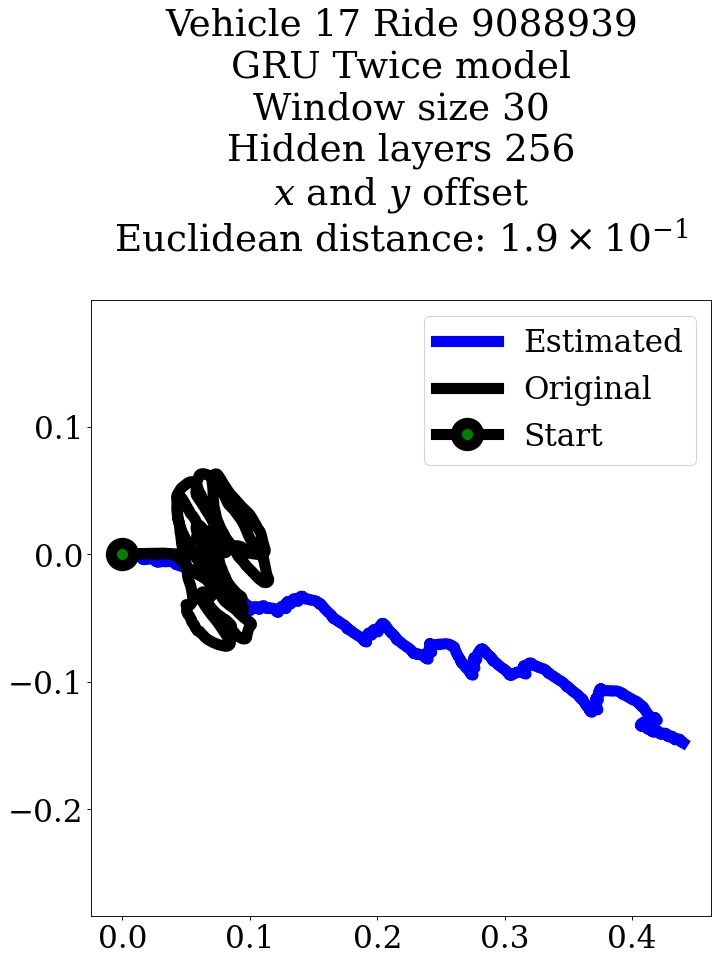 Vehicle 17 Ride 9088939
GRU Twice model
Window size 30
Hidden layers 256
x and y offset
Euclidean distance: 1.9 × 10⁻¹
Estimated
Original
Start
0.1
0.0
−0.1
−0.2
0.0 0.1 0.2 0.3 0.4